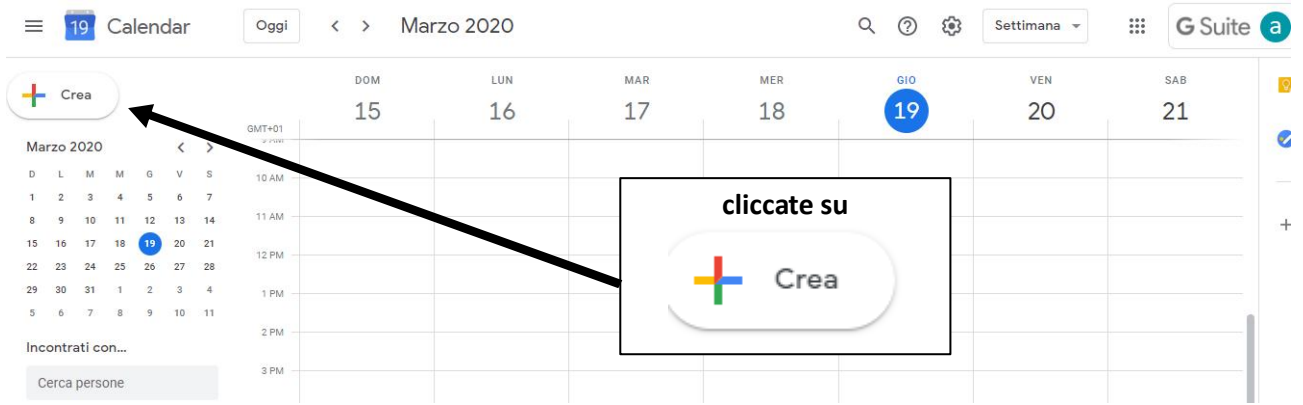 19 Calendar Oggi < > Marzo 2020 Settimana G Suite a
Crea
DOM LUN MAR MER GIO VEN SAB
15 16 17 18 19 20 21
GMT+01
Marzo 2020 < >
9 AM
D L M M G V S
10 AM
1 2 3 4 5 6 7
8 9 10 11 12 13 14
11 AM
15 16 17 18 19 20 21
12 PM
22 23 24 25 26 27 28
29 30 31 1 2 3 4
1 PM
5 6 7 8 9 10 11
2 PM
Incontrati con...
3 PM
Cerca persone
cliccate su
Crea